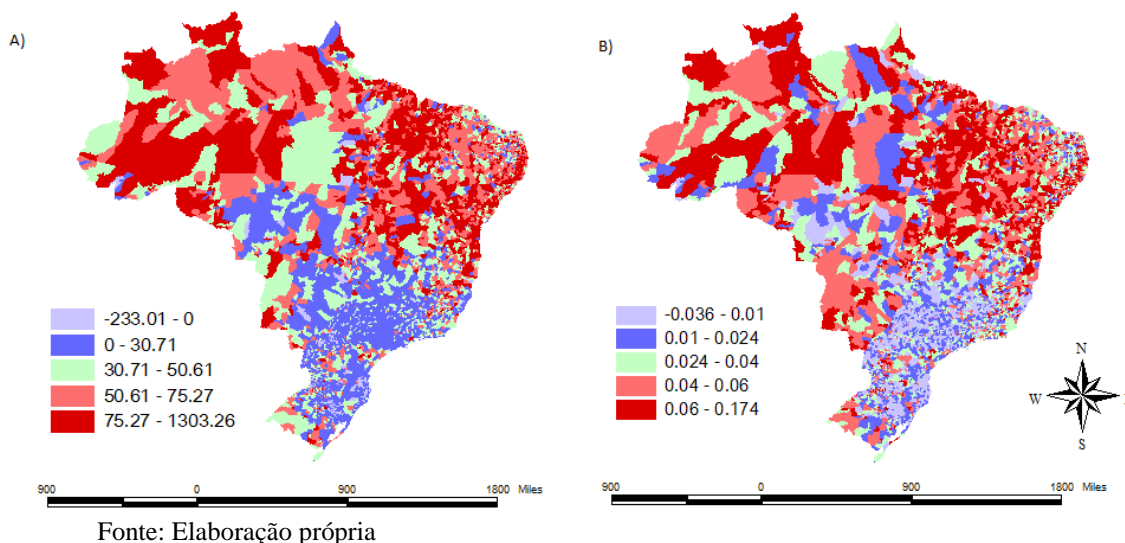 A)
-233.01 - 0
0 - 30.71
30.71 - 50.61
50.61 - 75.27
75.27 - 1303.26
900 0 900 1800 Miles
B)
-0.036 - 0.01
0.01 - 0.024
0.024 - 0.04
0.04 - 0.06
0.06 - 0.174
N
W
S
900 0 900 1800 Miles
Fonte: Elaboração própria